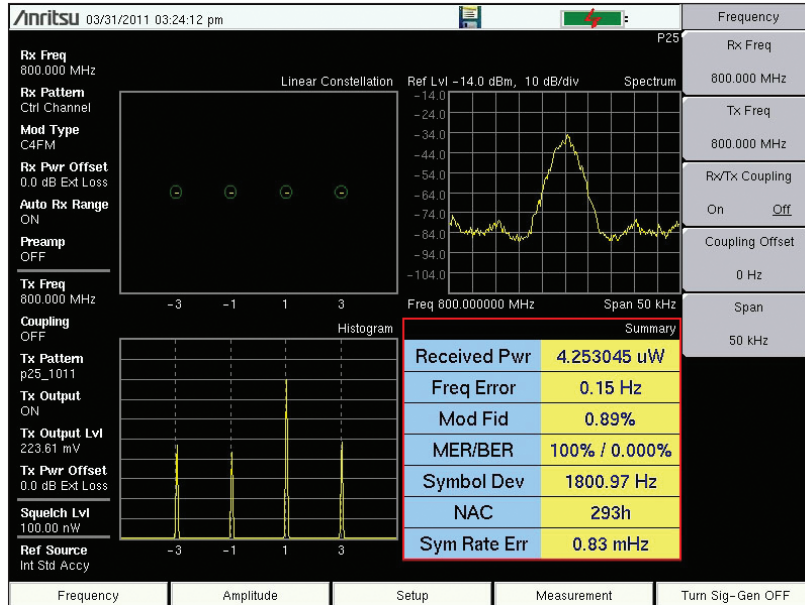 Anritsu 03/31/2011 03:24:12 pm
Rx Freq
800.000 MHz
Rx Pattern
Ctrl Channel
Mod Type
C4FM
Rx Pwr Offset
0.0 dB Ext Loss
Auto Rx Range
ON
Preamp
OFF
Tx Freq
800.000 MHz
Coupling
OFF
Tx Pattern
p25_1011
Tx Output
ON
Tx Output Lvl
223.61 mV
Tx Pwr Offset
0.0 dB Ext Loss
Squelch Lvl
100.00 nW
Ref Source
Int Std Accy
Linear Constellation
-3 -1 1 3
P25
Ref Lvl -14.0 dBm, 10 dB/div Spectrum
-14.0
-24.0
-34.0
-44.0
-54.0
-64.0
-74.0
-84.0
-94.0
-104.0
Freq 800.000000 MHz Span 50 kHz
Histogram
-3 -1 1 3
Summary
Received Pwr 4.253045 uW
Freq Error 0.15 Hz
Mod Fid 0.89%
MER/BER 100% / 0.000%
Symbol Dev 1800.97 Hz
NAC 293h
Sym Rate Err 0.83 mHz
Frequency
Rx Freq
800.000 MHz
Tx Freq
800.000 MHz
Rx/Tx Coupling
On Off
Coupling Offset
0 Hz
Span
50 kHz
Frequency Amplitude Setup Measurement Turn Sig-Gen OFF